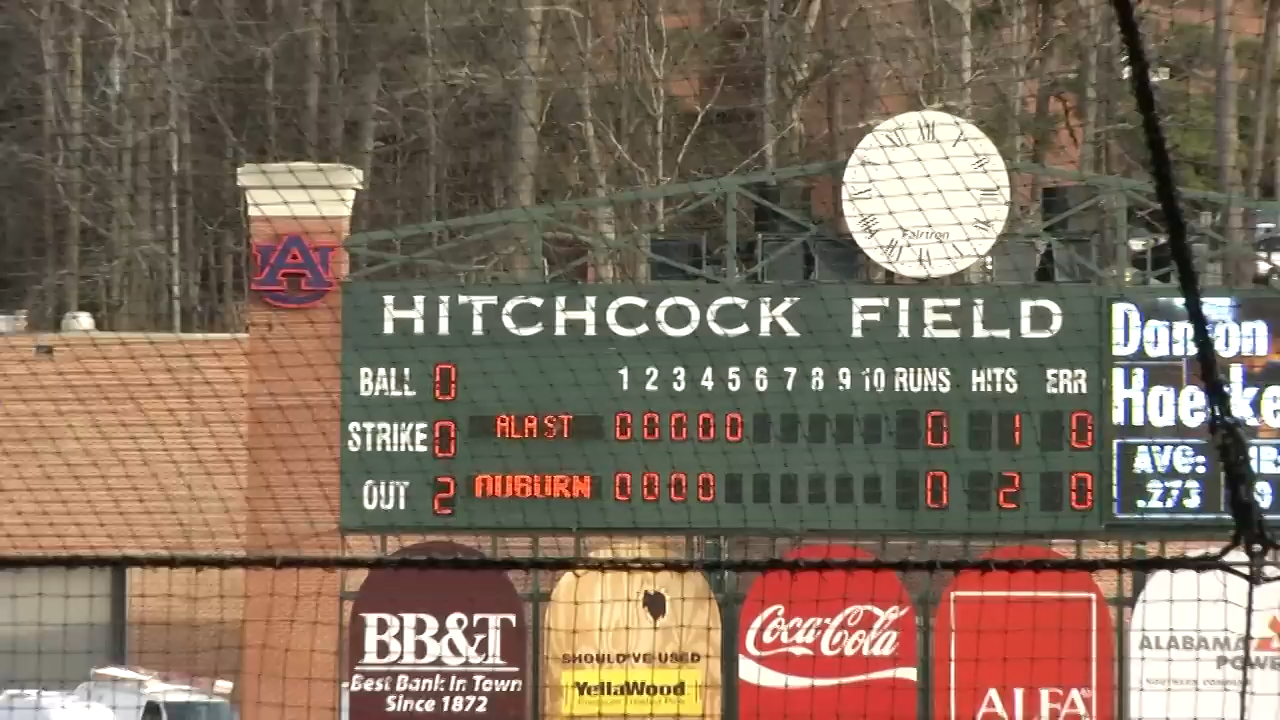 Fairtron
AU
HITCHCOCK FIELD
BALL 0
1 2 3 4 5 6 7 8 9 10 RUNS HITS ERR
STRIKE 0
ALA ST 0 0 0 0 0 0 1 0
OUT 2
AUBURN 0 0 0 0 0 2 0
AVG:
.273
BB&T
Best Bank In Town
Since 1872
SHOULD'VE USED
YellaWood
Coca-Cola
ALFA
ALABAMA